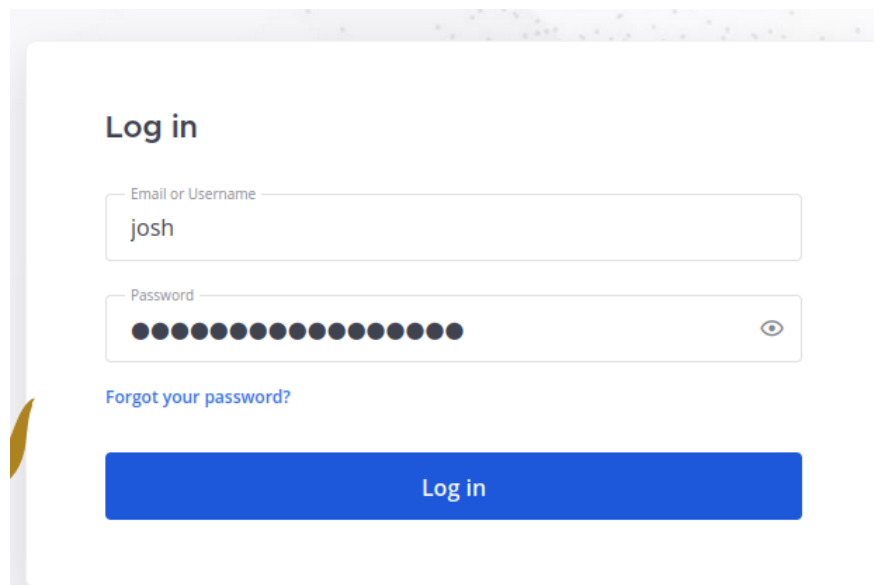 Log in
Email or Username
josh
Password
●●●●●●●●●●●●●●●●●
Forgot your password?
Log in